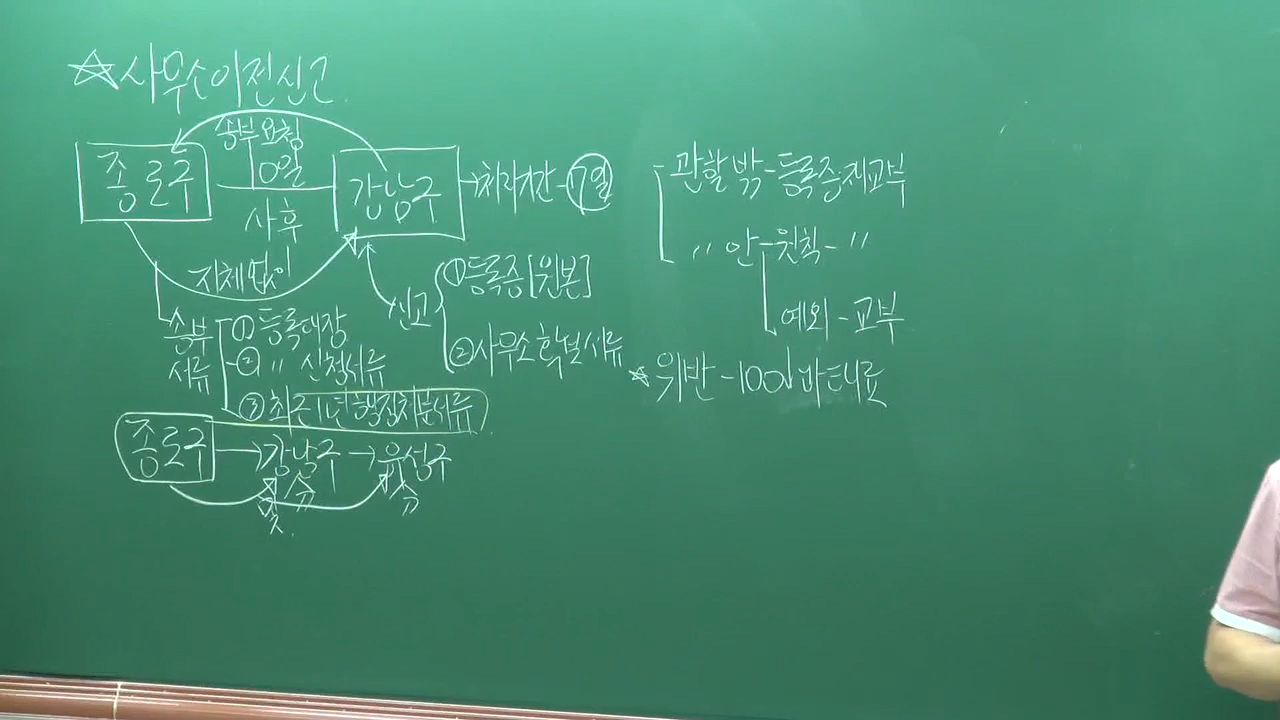 ☆사무소이전신고
송부요청
종로구
10일
강남구 → 처리기간 - 7일
사후
지체없이
신고 ① 등록증[원본]
② 사무소확보서류
송부서류 ① 등록대장
② 〃 신청서류
③ 최근1년행정처분서류
종로구 → 강남구 → 유성구
관할 밖 - 등록증재교부
〃 안 - 원칙 - 〃
예외 - 교부
☆ 위반 - 100↓과태료